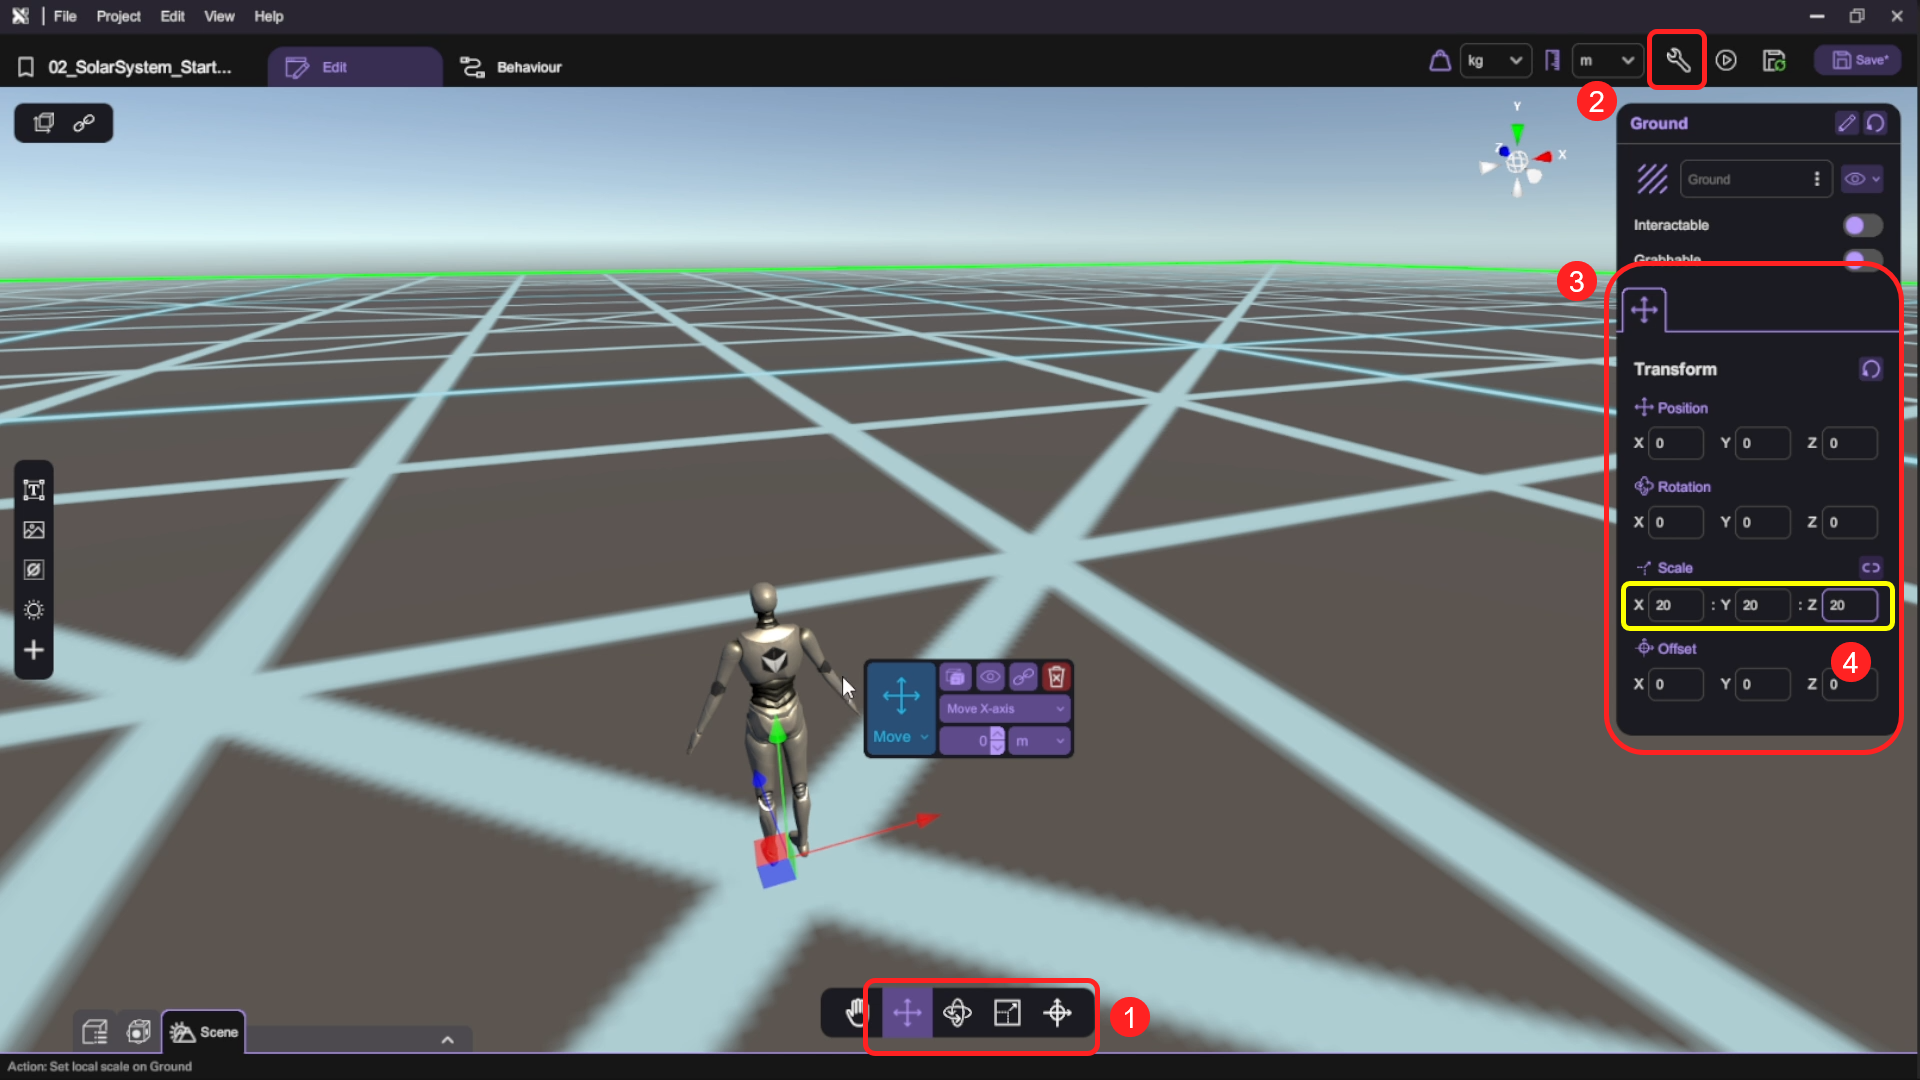 File Project Edit View Help
02_SolarSystem_Start... Edit Behaviour kg m Save*
2
Y
X
Z
Ground
Ground
Interactable
Grabbable
3
Transform
Position
X 0 Y 0 Z 0
Rotation
X 0 Y 0 Z 0
Scale
X 20 : Y 20 : Z 20
Offset
4
X 0 Y 0 Z 0
Move X-axis
Move 0 m
1
Scene
Action: Set local scale on Ground